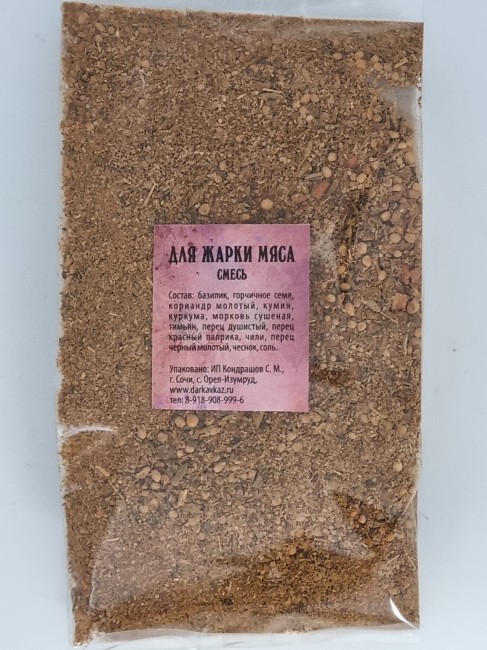 ДЛЯ ЖАРКИ МЯСА
СМЕСЬ
Состав: базилик, горчичное семя,
кориандр молотый, кумин,
куркума, морковь сушеная,
тимьян, перец душистый, перец
красный паприка, чили, перец
черный молотый, чеснок, соль.
Упаковано: ИП Кондрашов С. М.,
г. Сочи, с. Орел-Изумруд,
www.darkavkaz.ru
тел: 8-918-908-999-6